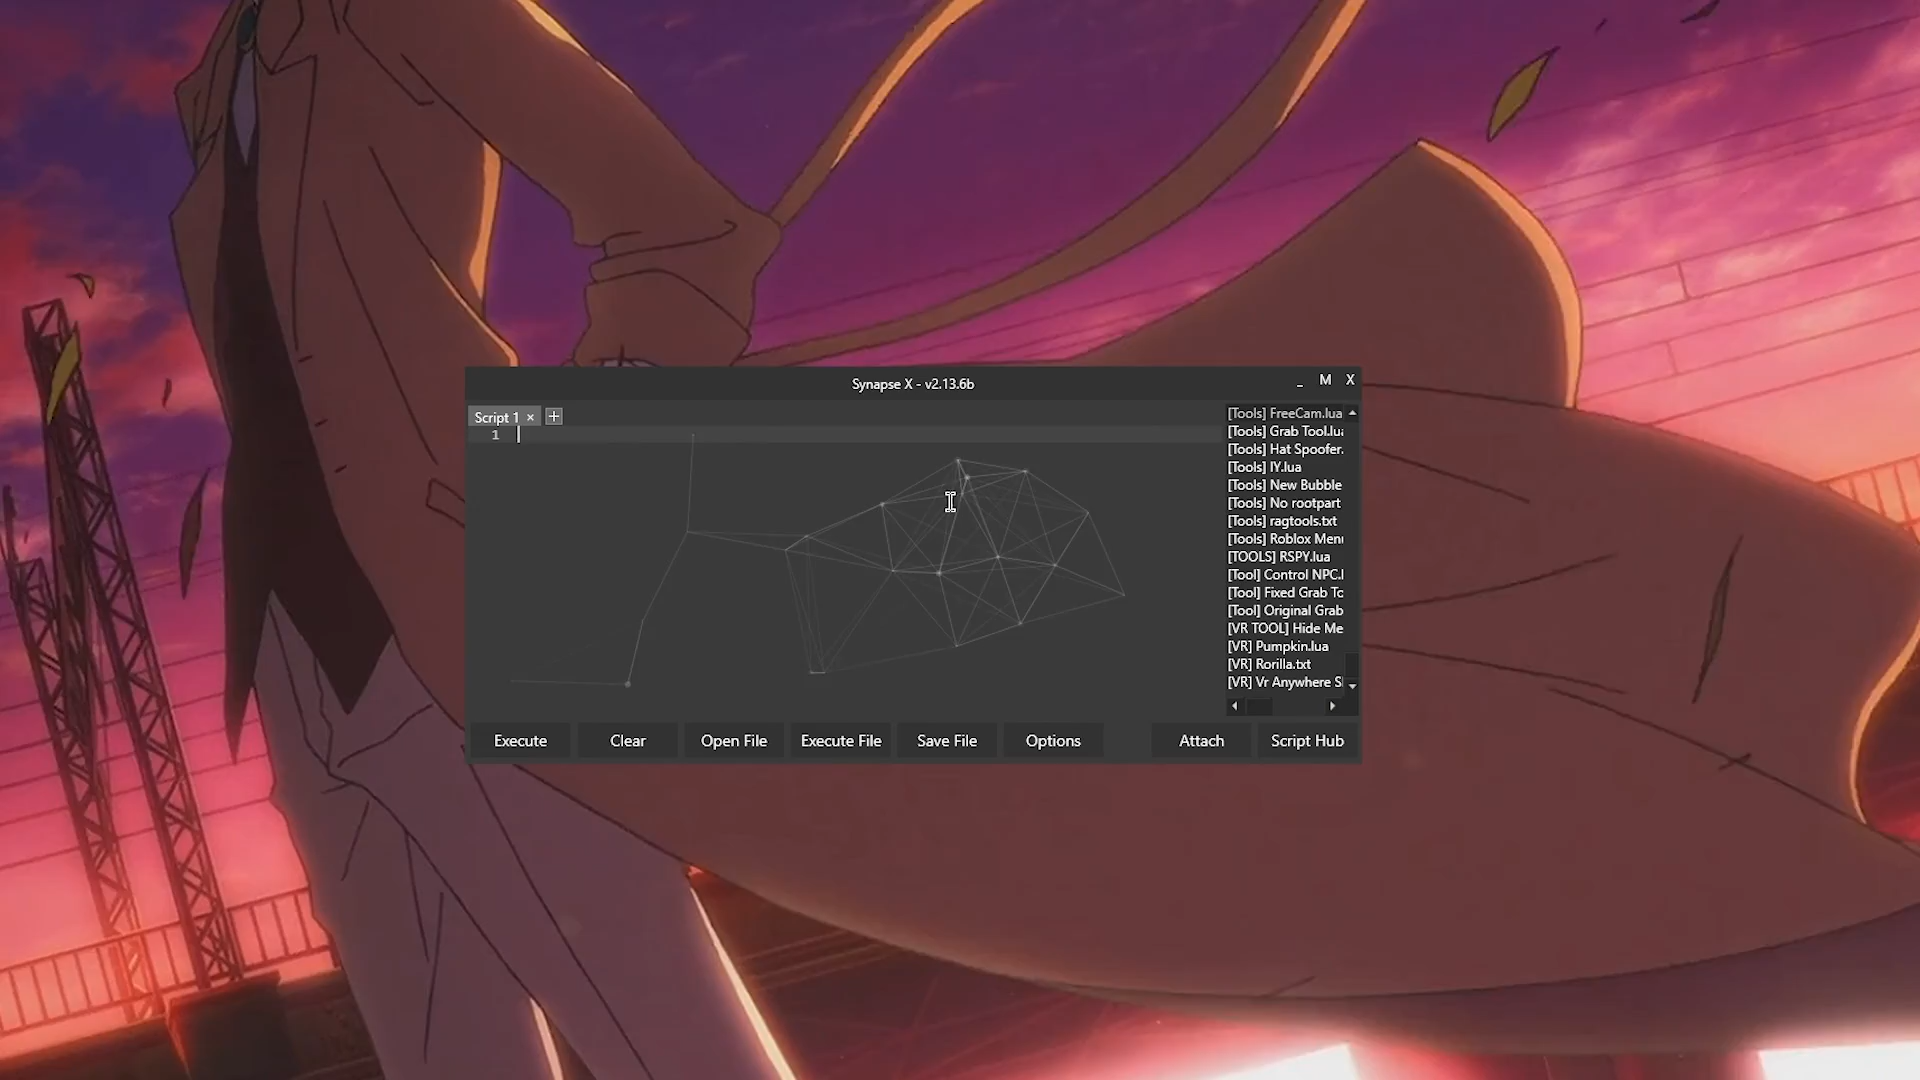 Synapse X - v2.13.6b
_ M X
Script 1 × +
1
[Tools] FreeCam.lua
[Tools] Grab Tool.lua
[Tools] Hat Spoofer.
[Tools] IY.lua
[Tools] New Bubble
[Tools] No rootpart
[Tools] ragtools.txt
[Tools] Roblox Menu
[TOOLS] RSPY.lua
[Tool] Control NPC.l
[Tool] Fixed Grab To
[Tool] Original Grab
[VR TOOL] Hide Me
[VR] Pumpkin.lua
[VR] Rorilla.txt
[VR] Vr Anywhere S
Execute Clear Open File Execute File Save File Options Attach Script Hub